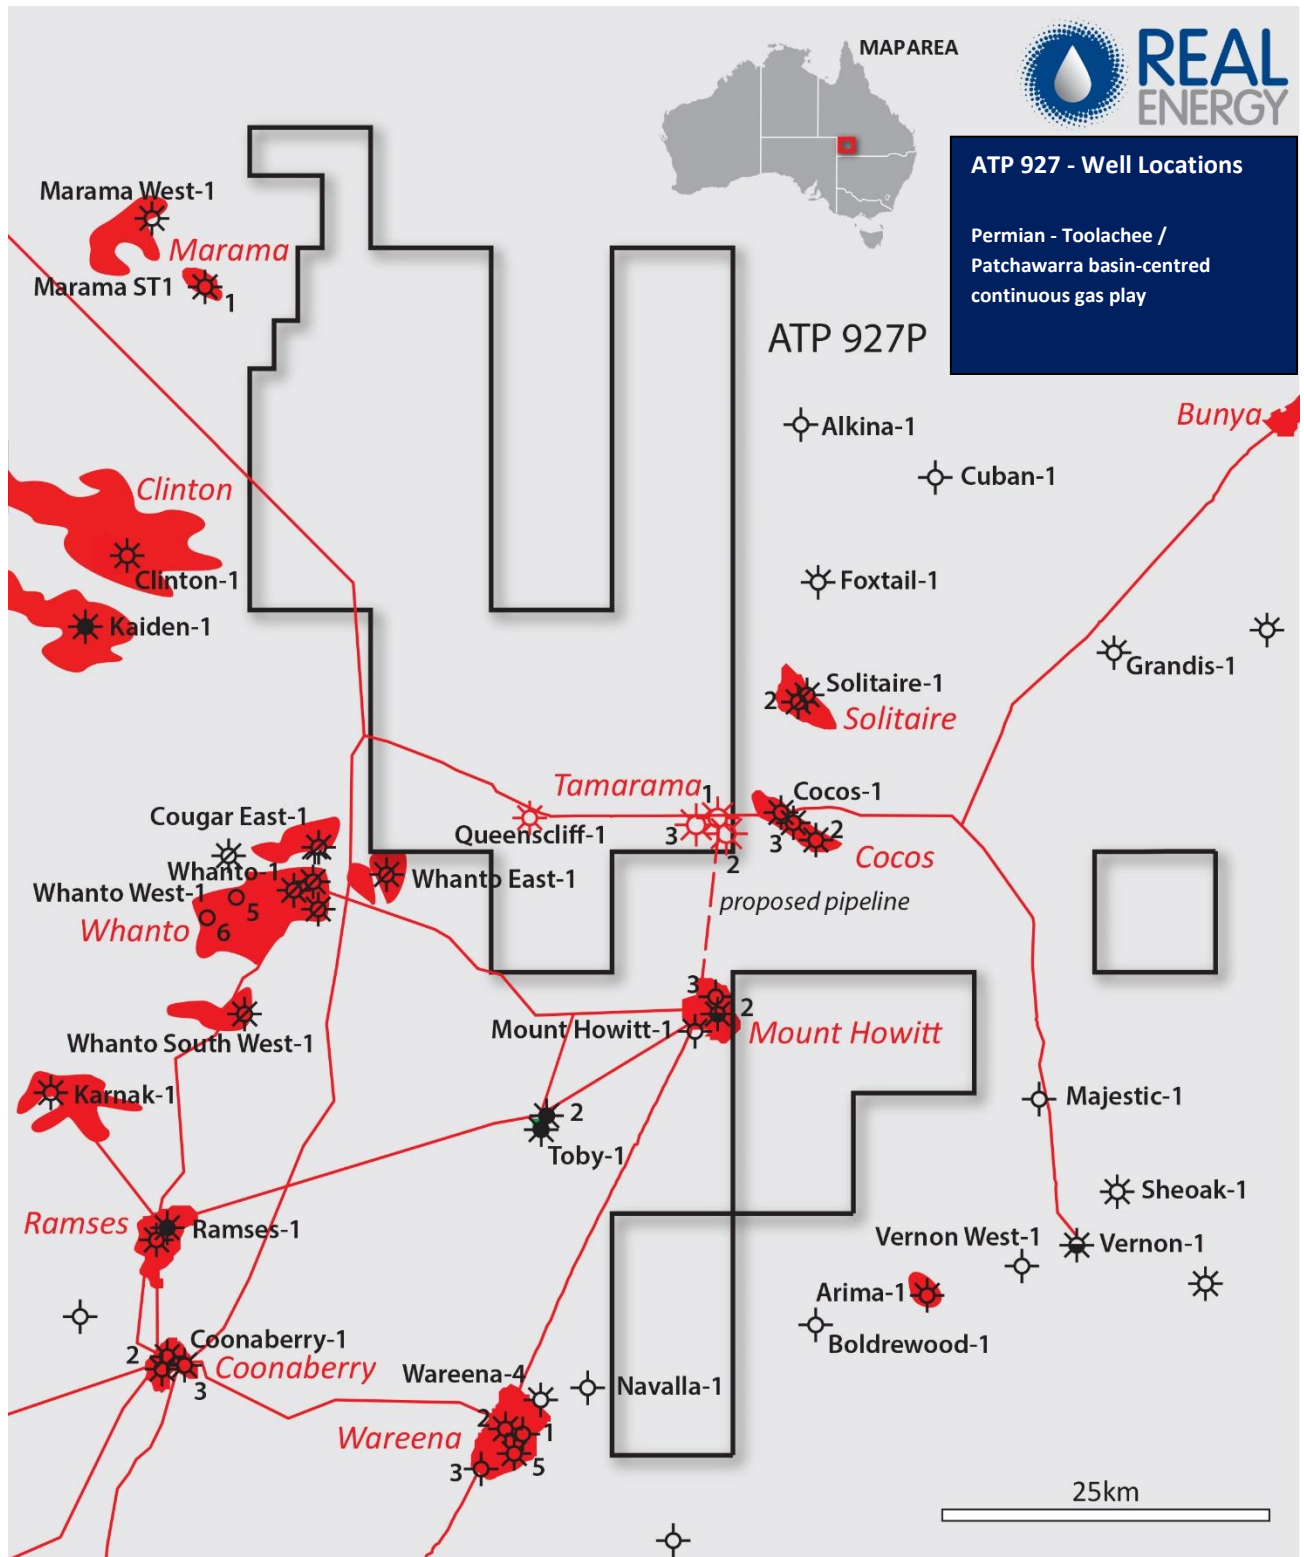 MAPAREA
REAL
ENERGY
ATP 927 - Well Locations
Permian - Toolachee /
Patchawarra basin-centred
continuous gas play
Marama West-1
Marama
Marama ST1
1
ATP 927P
Bunya
Alkina-1
Cuban-1
Clinton
Clinton-1
Foxtail-1
Kaiden-1
Grandis-1
Solitaire-1
2
Solitaire
Tamarama
1
Cocos-1
Cougar East-1
Queenscliff-1
3
2
3
2
Cocos
Whanto-1
Whanto East-1
Whanto West-1
5
6
Whanto
proposed pipeline
3
2
Mount Howitt-1
Mount Howitt
Whanto South West-1
Karnak-1
Majestic-1
2
Toby-1
Sheoak-1
Ramses
Ramses-1
Vernon West-1
Vernon-1
Arima-1
Boldrewood-1
Coonaberry-1
2
Coonaberry
3
Wareena-4
Navalla-1
2
1
Wareena
3
5
25km